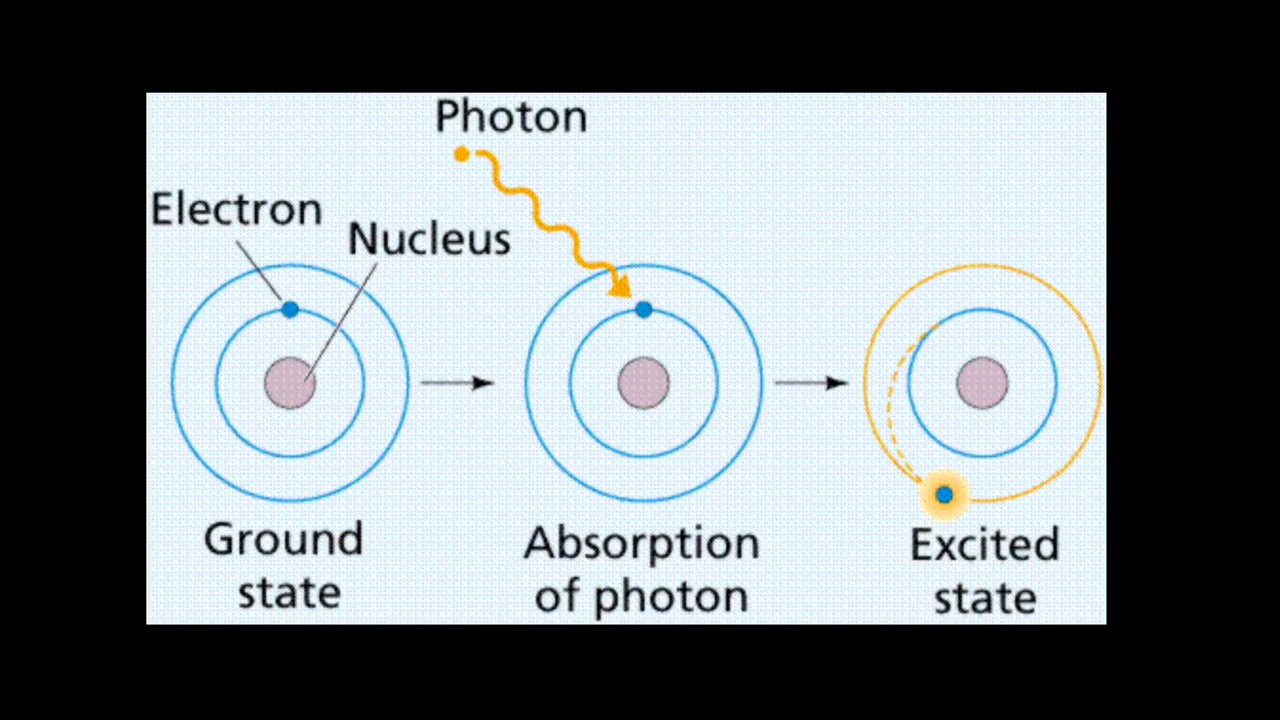 Photon
Electron
Nucleus
Ground
state
Absorption
of photon
Excited
state